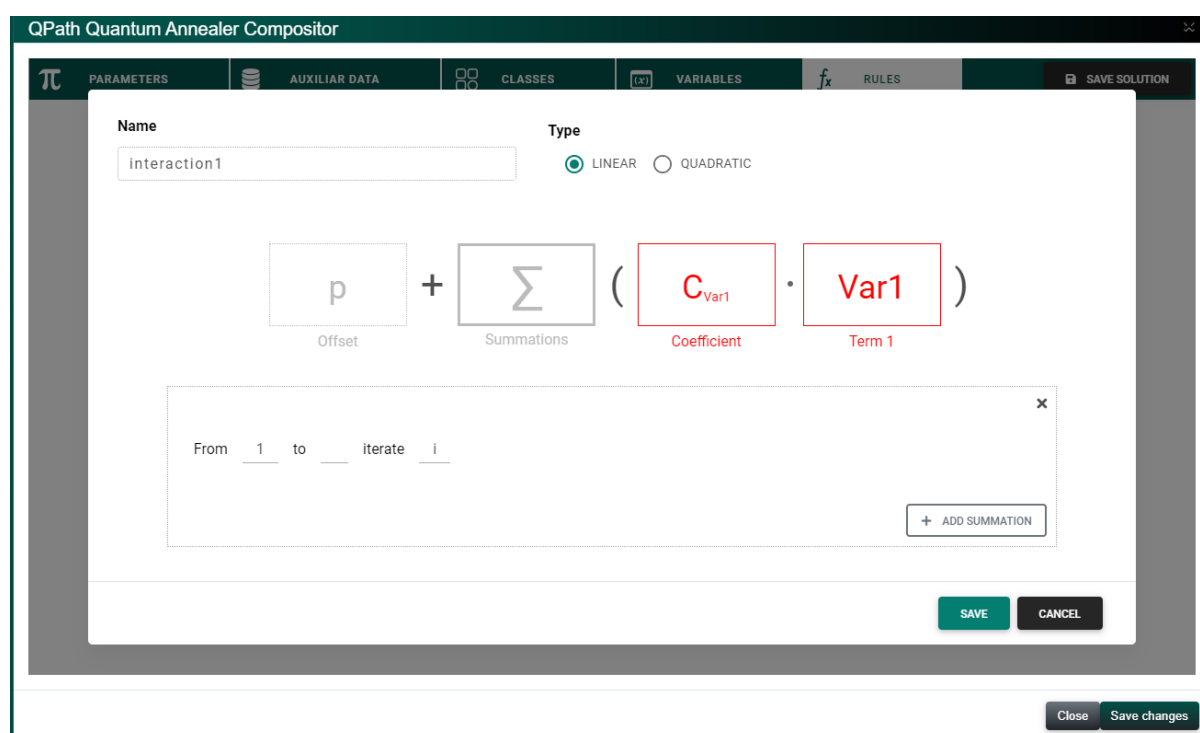 QPath Quantum Annealer Compositor
π PARAMETERS AUXILIAR DATA CLASSES (x) VARIABLES fx RULES SAVE SOLUTION
Name
Type
interaction1
LINEAR QUADRATIC
p + Σ ( CVar1 · Var1 )
Offset Summations Coefficient Term 1
From 1 to iterate i
+ ADD SUMMATION
SAVE CANCEL
Close Save changes